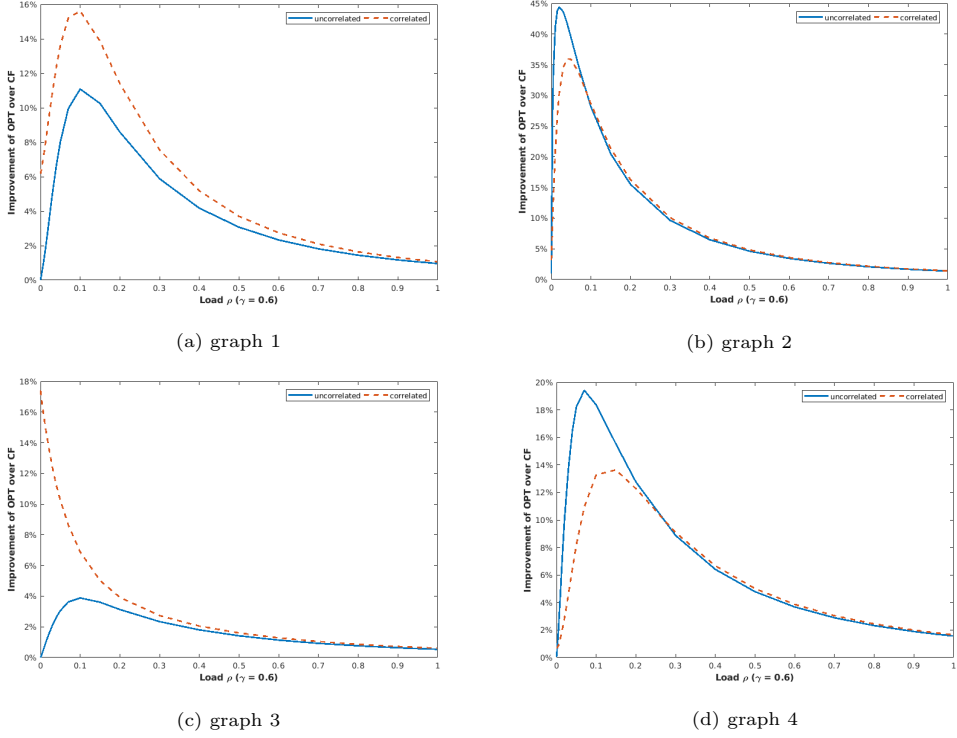 Improvement of OPT over CF
16%
14%
12%
10%
8%
6%
4%
2%
0%
uncorrelated correlated
0 0.1 0.2 0.3 0.4 0.5 0.6 0.7 0.8 0.9 1
Load ρ (γ = 0.6)
(a) graph 1
Improvement of OPT over CF
45%
40%
35%
30%
25%
20%
15%
10%
5%
0%
uncorrelated correlated
0 0.1 0.2 0.3 0.4 0.5 0.6 0.7 0.8 0.9 1
Load ρ (γ = 0.6)
(b) graph 2
Improvement of OPT over CF
18%
16%
14%
12%
10%
8%
6%
4%
2%
0%
uncorrelated correlated
0 0.1 0.2 0.3 0.4 0.5 0.6 0.7 0.8 0.9 1
Load ρ (γ = 0.6)
(c) graph 3
Improvement of OPT over CF
20%
18%
16%
14%
12%
10%
8%
6%
4%
2%
0%
uncorrelated correlated
0 0.1 0.2 0.3 0.4 0.5 0.6 0.7 0.8 0.9 1
Load ρ (γ = 0.6)
(d) graph 4